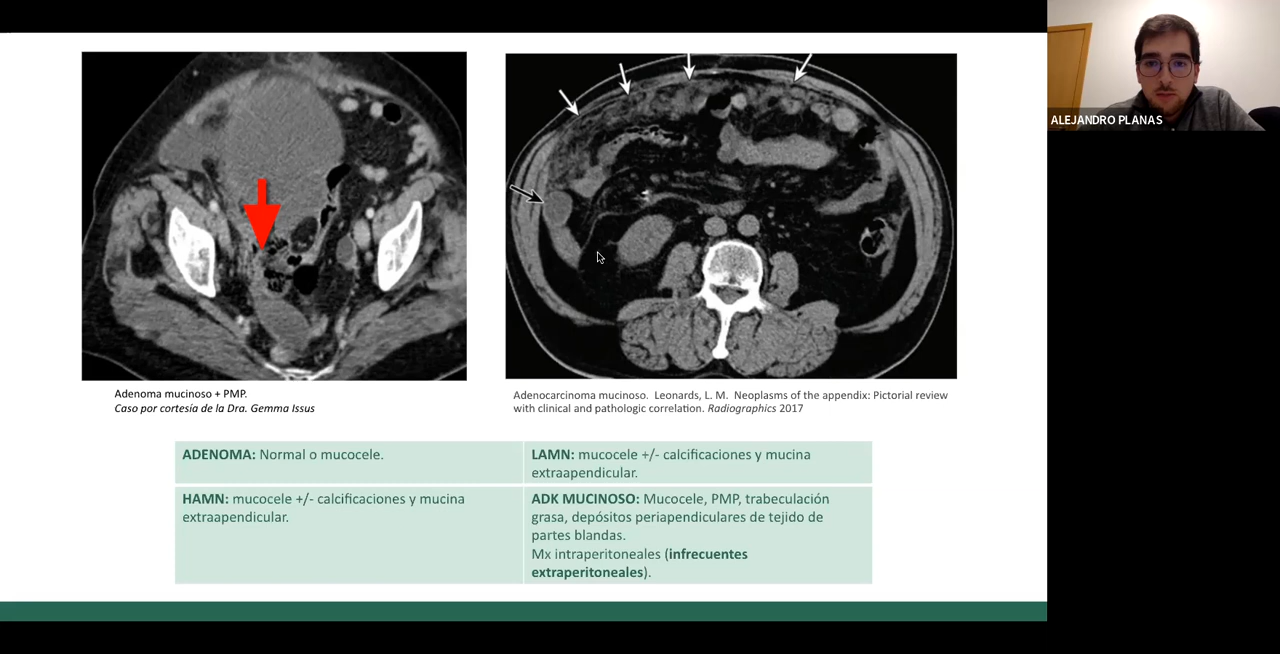 ALEJANDRO PLANAS
Adenoma mucinoso + PMP.
Caso por cortesía de la Dra. Gemma Issus
Adenocarcinoma mucinoso. Leonards, L. M. Neoplasms of the appendix: Pictorial review
with clinical and pathologic correlation. Radiographics 2017
ADENOMA: Normal o mucocele.
LAMN: mucocele +/- calcificaciones y mucina
extraapendicular.
HAMN: mucocele +/- calcificaciones y mucina
extraapendicular.
ADK MUCINOSO: Mucocele, PMP, trabeculación
grasa, depósitos periapendiculares de tejido de
partes blandas.
Mx intraperitoneales (infrecuentes
extraperitoneales).